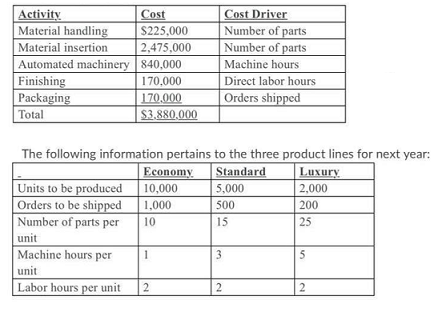 Activity Cost Cost Driver
Material handling $225,000 Number of parts
Material insertion 2,475,000 Number of parts
Automated machinery 840,000 Machine hours
Finishing 170,000 Direct labor hours
Packaging 170,000 Orders shipped
Total $3,880,000
The following information pertains to the three product lines for next year:
- Economy Standard Luxury
Units to be produced 10,000 5,000 2,000
Orders to be shipped 1,000 500 200
Number of parts per 10 15 25
unit
Machine hours per 1 3 5
unit
Labor hours per unit 2 2 2